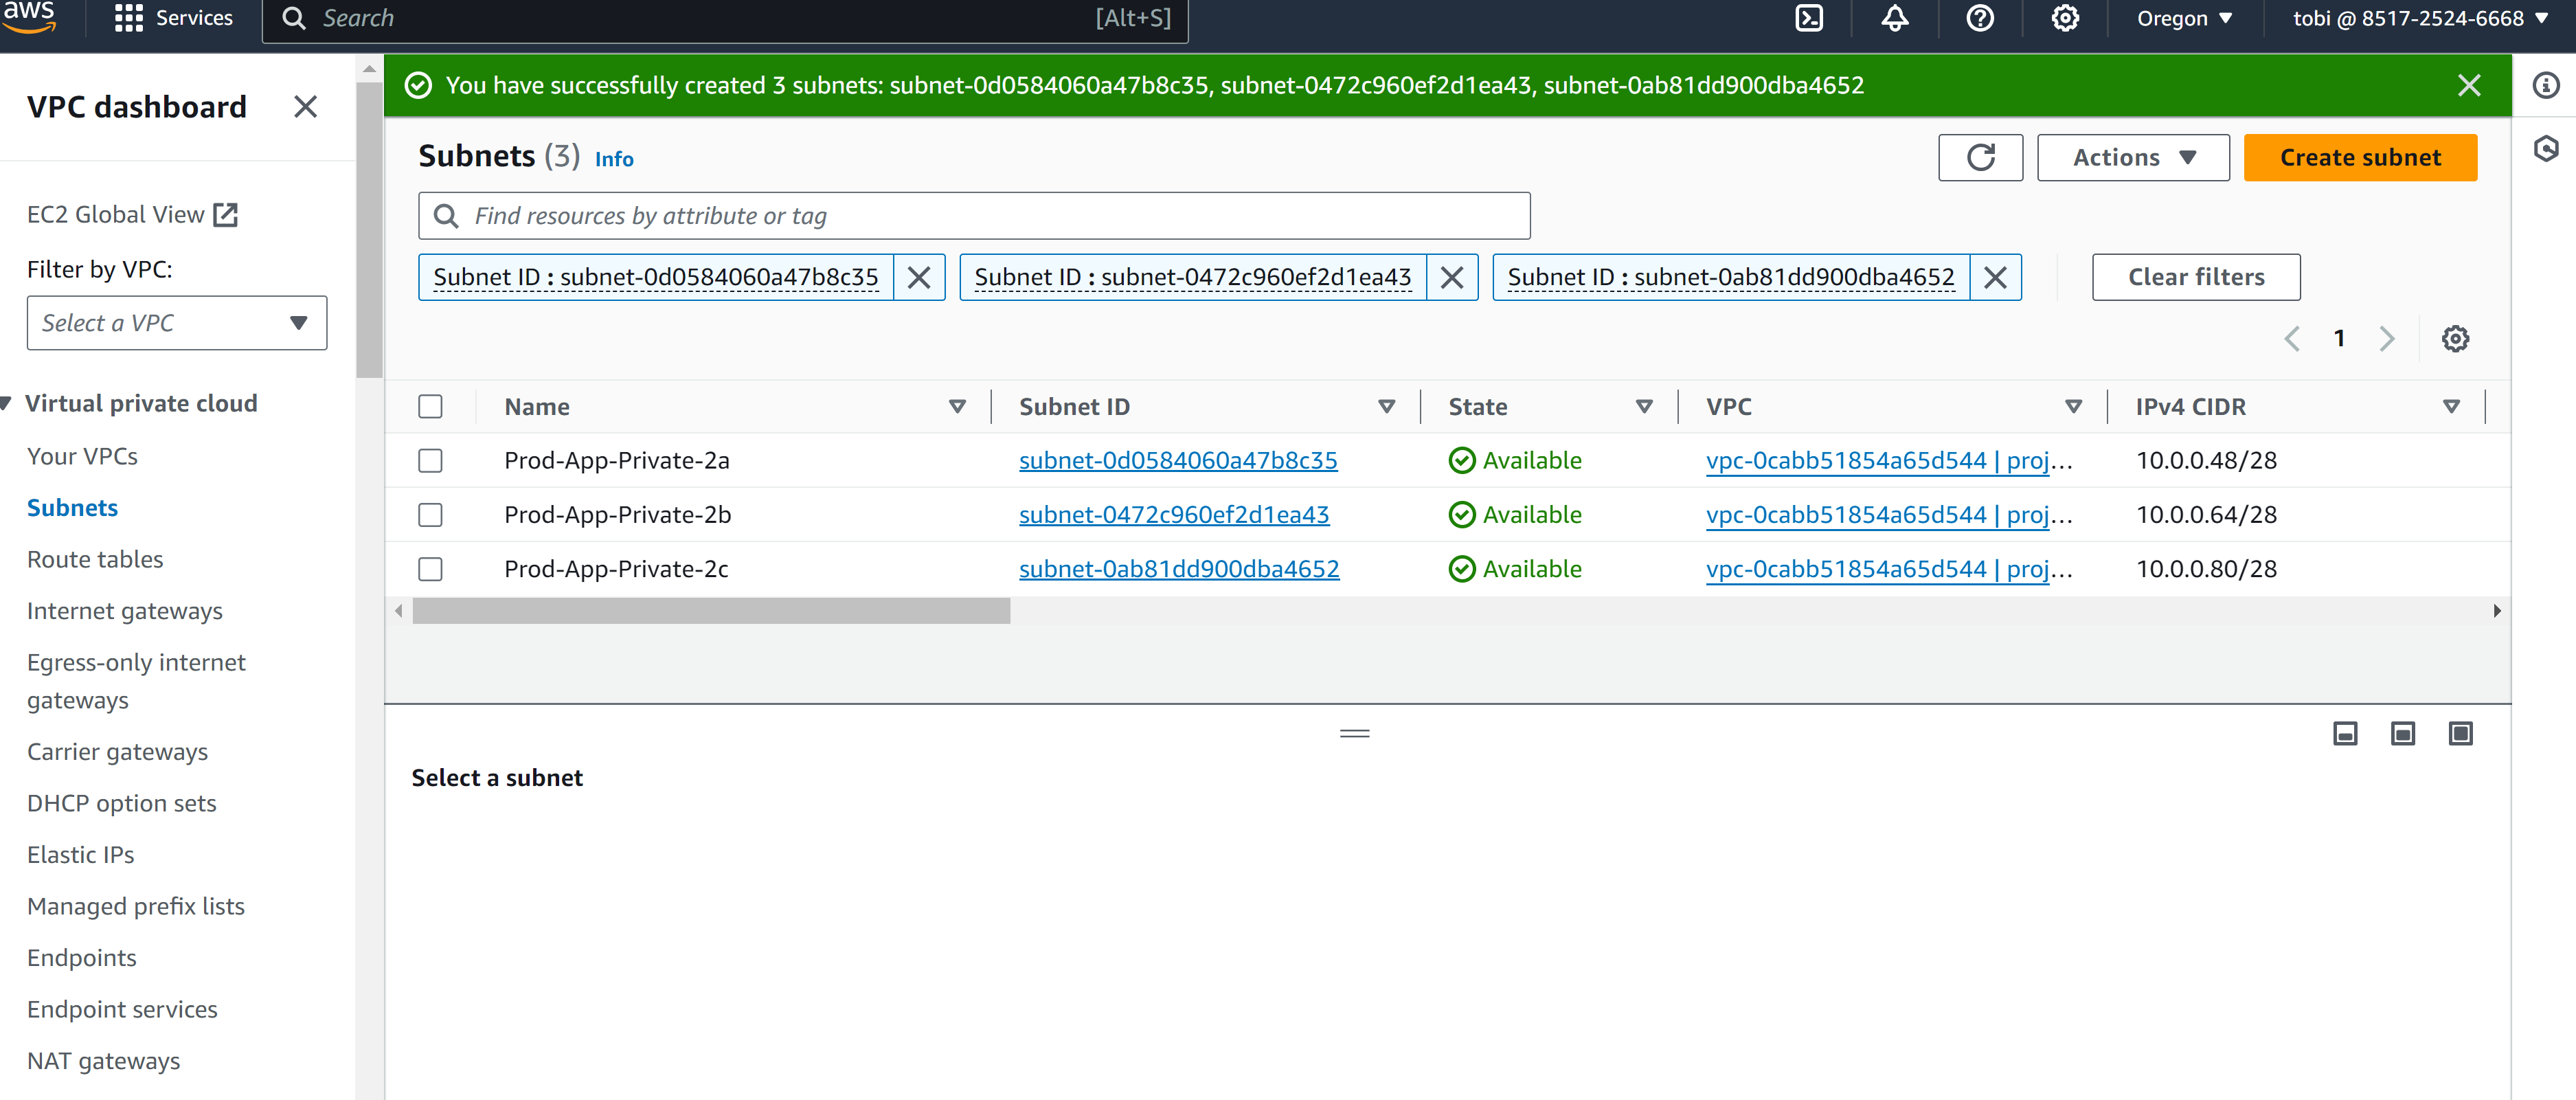 aws
Services
Search
[Alt+S]
Oregon
tobi @ 8517-2524-6668
VPC dashboard
EC2 Global View
Filter by VPC:
Select a VPC
Virtual private cloud
Your VPCs
Subnets
Route tables
Internet gateways
Egress-only internet
gateways
Carrier gateways
DHCP option sets
Elastic IPs
Managed prefix lists
Endpoints
Endpoint services
NAT gateways
You have successfully created 3 subnets: subnet-0d0584060a47b8c35, subnet-0472c960ef2d1ea43, subnet-0ab81dd900dba4652
Subnets (3) Info
Actions
Create subnet
Find resources by attribute or tag
Subnet ID : subnet-0d0584060a47b8c35
Subnet ID : subnet-0472c960ef2d1ea43
Subnet ID : subnet-0ab81dd900dba4652
Clear filters
1
Name Subnet ID State VPC IPv4 CIDR
Prod-App-Private-2a subnet-0d0584060a47b8c35 Available vpc-0cabb51854a65d544 | proj... 10.0.0.48/28
Prod-App-Private-2b subnet-0472c960ef2d1ea43 Available vpc-0cabb51854a65d544 | proj... 10.0.0.64/28
Prod-App-Private-2c subnet-0ab81dd900dba4652 Available vpc-0cabb51854a65d544 | proj... 10.0.0.80/28
Select a subnet